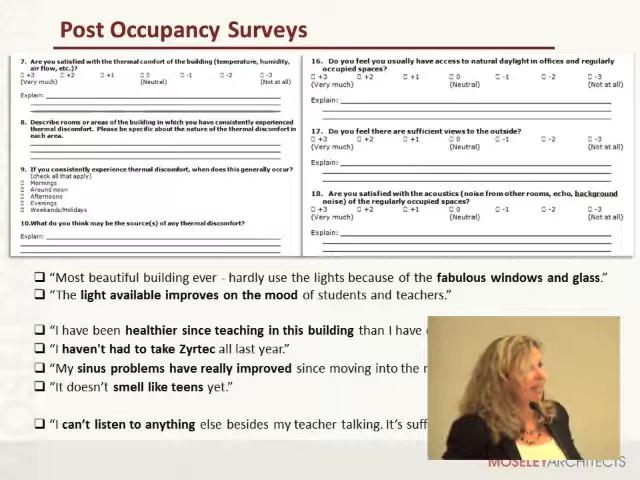 Post Occupancy Surveys
7. Are you satisfied with the thermal comfort of the building (temperature, humidity,
air flow, etc.)?
+3 +2 +1 0 -1 -2 -3
(Very much) (Neutral) (Not at all)
Explain:
8. Describe rooms or areas of the building in which you have consistently experienced
thermal discomfort. Please be specific about the nature of the thermal discomfort in
each area.
9. If you consistently experience thermal discomfort, when does this generally occur?
(check all that apply)
Mornings
Around noon
Afternoons
Evenings
Weekends/Holidays
10.What do you think may be the source(s) of any thermal discomfort?
Explain:
16. Do you feel you usually have access to natural daylight in offices and regularly
occupied spaces?
+3 +2 +1 0 -1 -2 -3
(Very much) (Neutral) (Not at all)
Explain:
17. Do you feel there are sufficient views to the outside?
+3 +2 +1 0 -1 -2 -3
(Very much) (Neutral) (Not at all)
Explain:
18. Are you satisfied with the acoustics (noise from other rooms, echo, background
noise) of the regularly occupied spaces?
+3 +2 +1 0 -1 -2 -3
(Very much) (Neutral) (Not at all)
Explain:
“Most beautiful building ever - hardly use the lights because of the fabulous windows and glass.”
“The light available improves on the mood of students and teachers.”
“I have been healthier since teaching in this building than I have
“I haven't had to take Zyrtec all last year.”
“My sinus problems have really improved since moving into the
“It doesn’t smell like teens yet.”
“I can’t listen to anything else besides my teacher talking. It’s
MOSELEYARCHITECTS